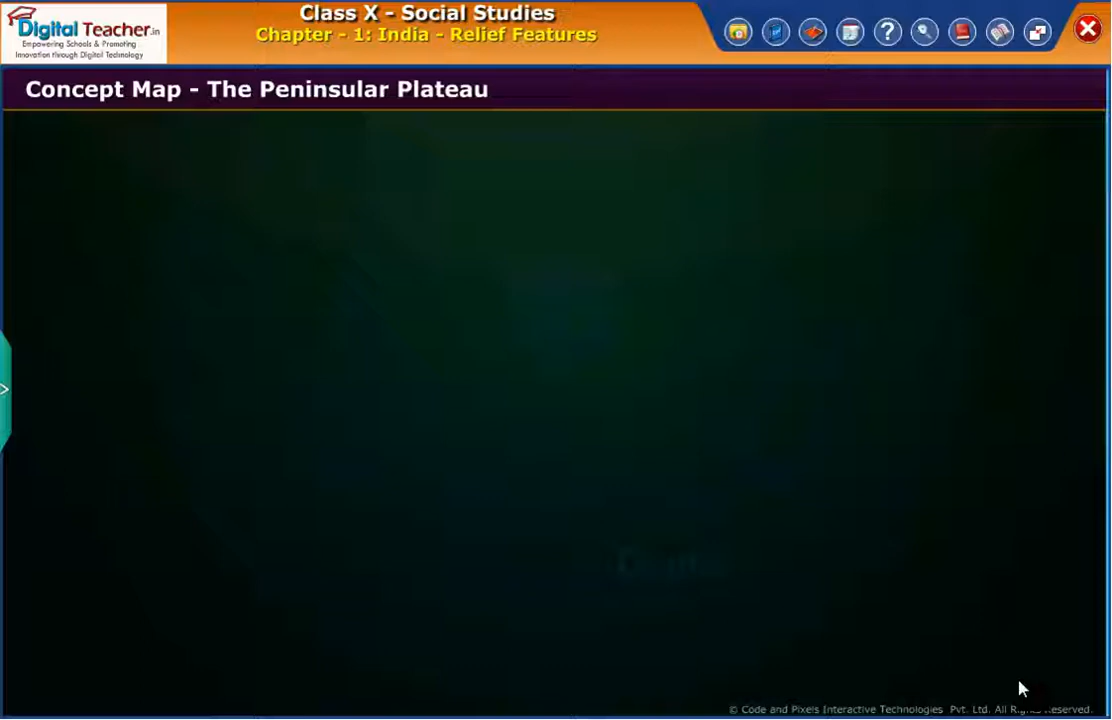 Digital Teacher.in
Empowering Schools & Promoting
Innovation through Digital Technology
Class X - Social Studies
Chapter - 1: India - Relief Features
?
Concept Map - The Peninsular Plateau
>
© Code and Pixels Interactive Technologies Pvt. Ltd. All Rights Reserved.